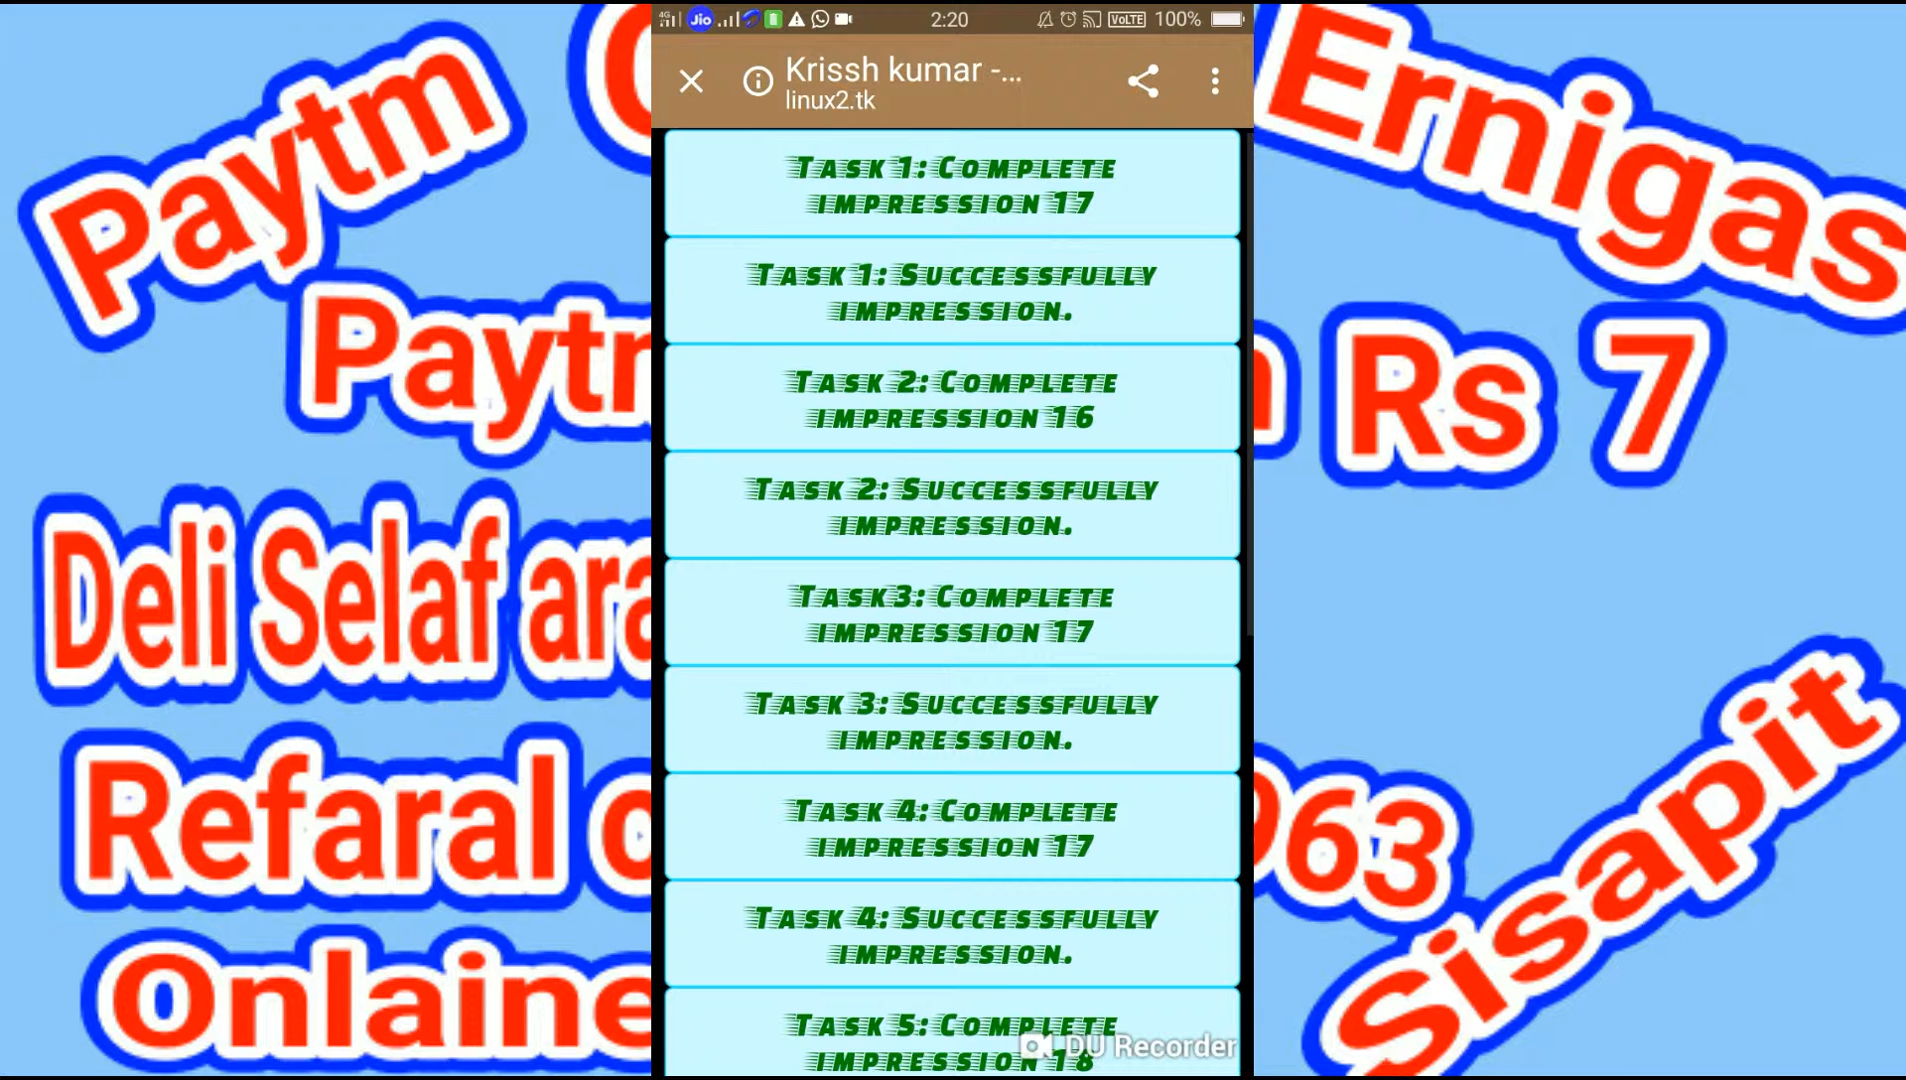 4G Jio 2:20 VoLTE 100%
Krissh kumar -...
linux2.tk
Task 1: Complete
impression 17
Task 1: Successfully
impression.
Task 2: Complete
impression 16
Task 2: Successfully
impression.
Task3: Complete
impression 17
Task 3: Successfully
impression.
Task 4: Complete
impression 17
Task 4: Successfully
impression.
Task 5: Complete
impression 18
DU Recorder
Paytm
Ernigas
Rs 7
Deli Selaf
Refaral
63
Onlaine
Sisapit